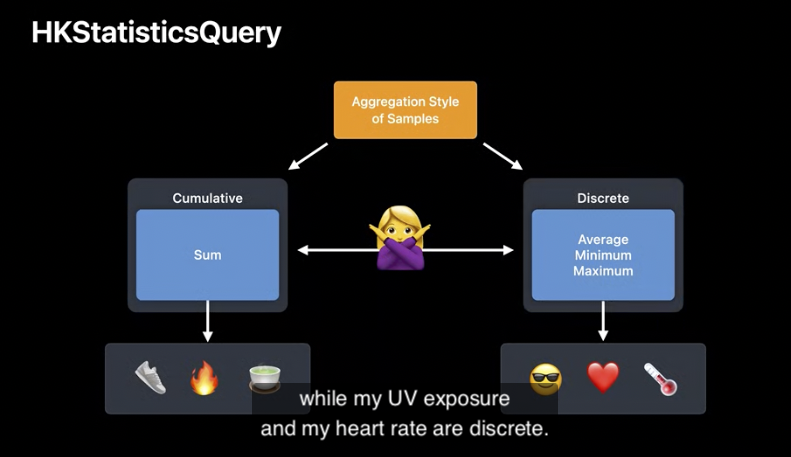 HKStatisticsQuery
Aggregation Style
of Samples
Cumulative
Sum
Discrete
Average
Minimum
Maximum
while my UV exposure
and my heart rate are discrete.